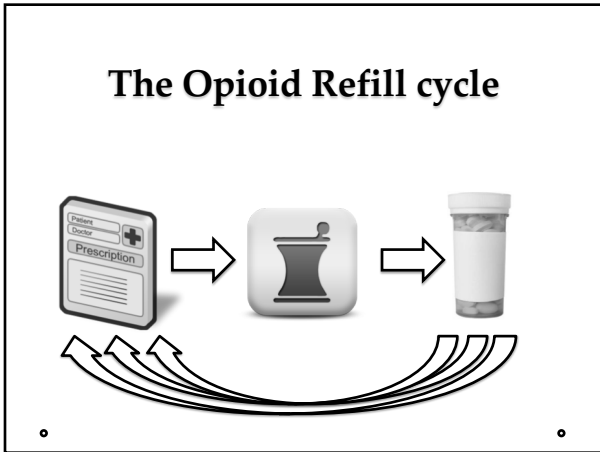 The Opioid Refill cycle
Patient
Doctor
Prescription